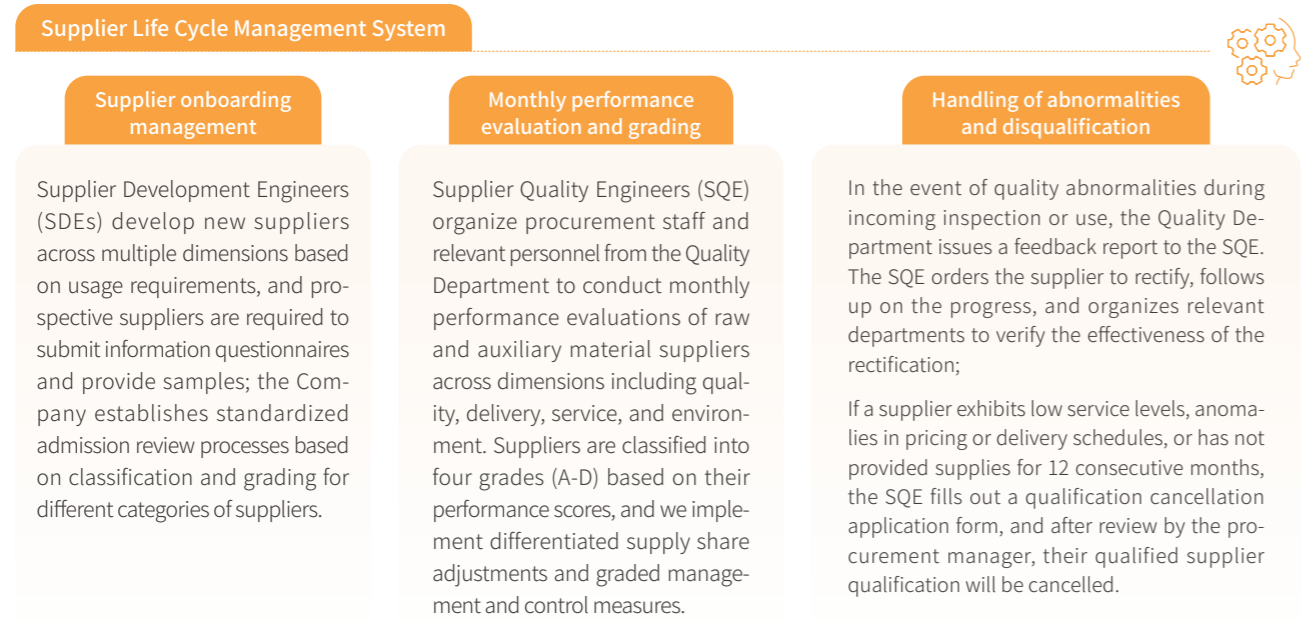 Supplier Life Cycle Management System
Supplier onboarding
management
Supplier Development Engineers
(SDEs) develop new suppliers
across multiple dimensions based
on usage requirements, and pro-
spective suppliers are required to
submit information questionnaires
and provide samples; the Com-
pany establishes standardized
admission review processes based
on classification and grading for
different categories of suppliers.
Monthly performance
evaluation and grading
Supplier Quality Engineers (SQE)
organize procurement staff and
relevant personnel from the Quality
Department to conduct monthly
performance evaluations of raw
and auxiliary material suppliers
across dimensions including qual-
ity, delivery, service, and environ-
ment. Suppliers are classified into
four grades (A-D) based on their
performance scores, and we imple-
ment differentiated supply share
adjustments and graded manage-
ment and control measures.
Handling of abnormalities
and disqualification
In the event of quality abnormalities during
incoming inspection or use, the Quality De-
partment issues a feedback report to the SQE.
The SQE orders the supplier to rectify, follows
up on the progress, and organizes relevant
departments to verify the effectiveness of the
rectification;
If a supplier exhibits low service levels, anoma-
lies in pricing or delivery schedules, or has not
provided supplies for 12 consecutive months,
the SQE fills out a qualification cancellation
application form, and after review by the pro-
curement manager, their qualified supplier
qualification will be cancelled.